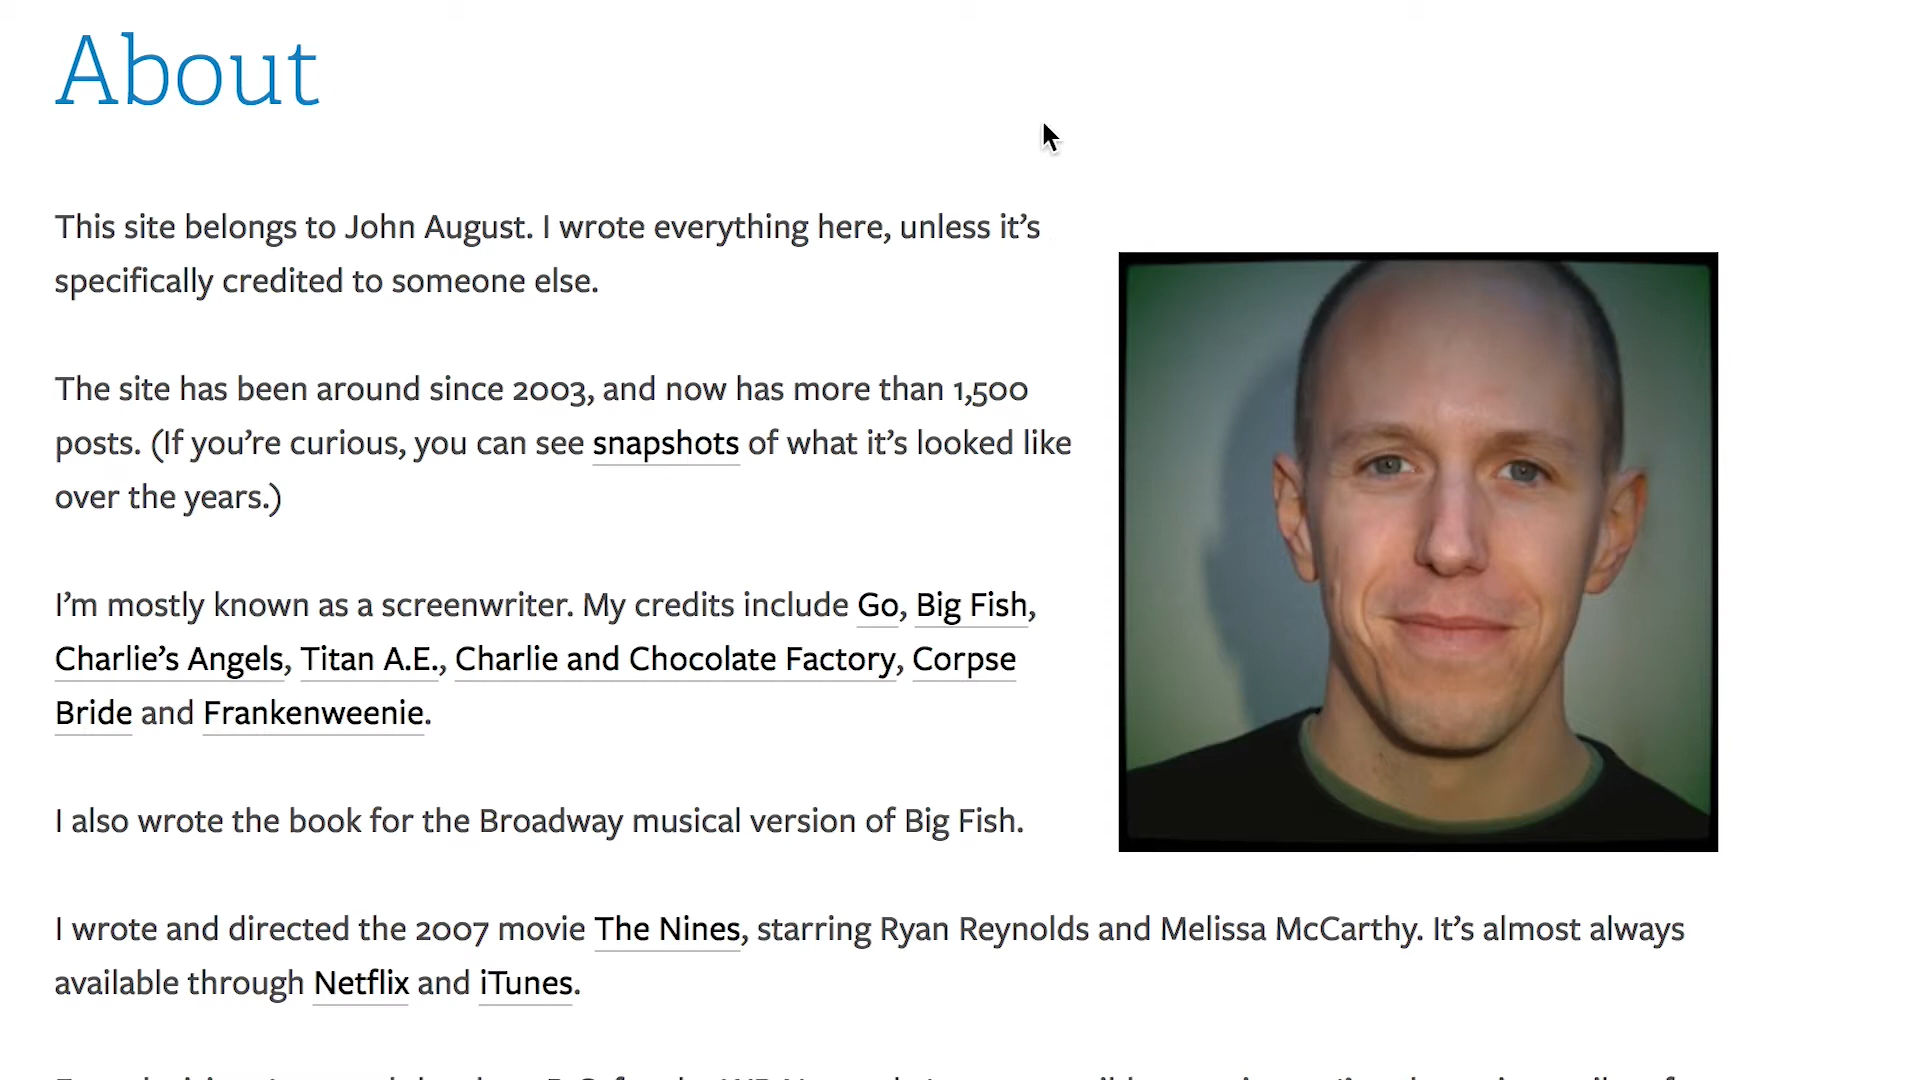 About
This site belongs to John August. I wrote everything here, unless it’s
specifically credited to someone else.
The site has been around since 2003, and now has more than 1,500
posts. (If you’re curious, you can see snapshots of what it’s looked like
over the years.)
I’m mostly known as a screenwriter. My credits include Go, Big Fish,
Charlie’s Angels, Titan A.E., Charlie and Chocolate Factory, Corpse
Bride and Frankenweenie.
I also wrote the book for the Broadway musical version of Big Fish.
I wrote and directed the 2007 movie The Nines, starring Ryan Reynolds and Melissa McCarthy. It’s almost always
available through Netflix and iTunes.